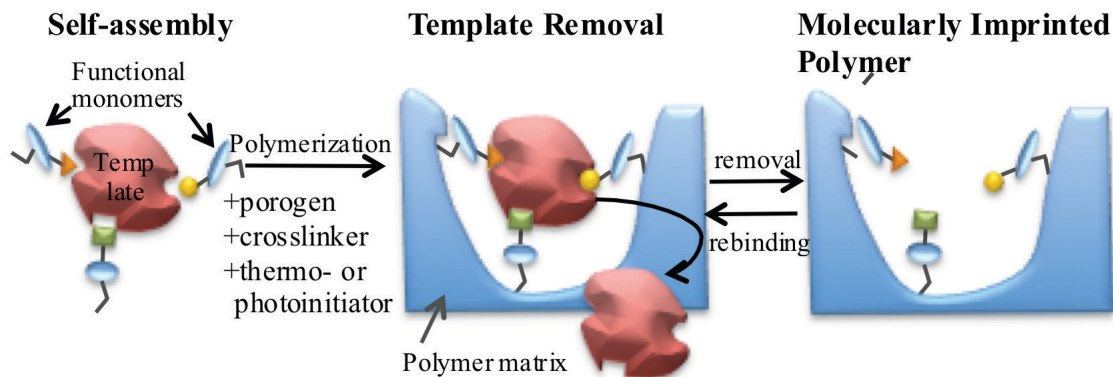 Self-assembly
Template Removal
Molecularly Imprinted
Polymer
Functional
monomers
Temp
late
Polymerization
+porogen
+crosslinker
+thermo- or
photoinitiator
Polymer matrix
removal
rebinding